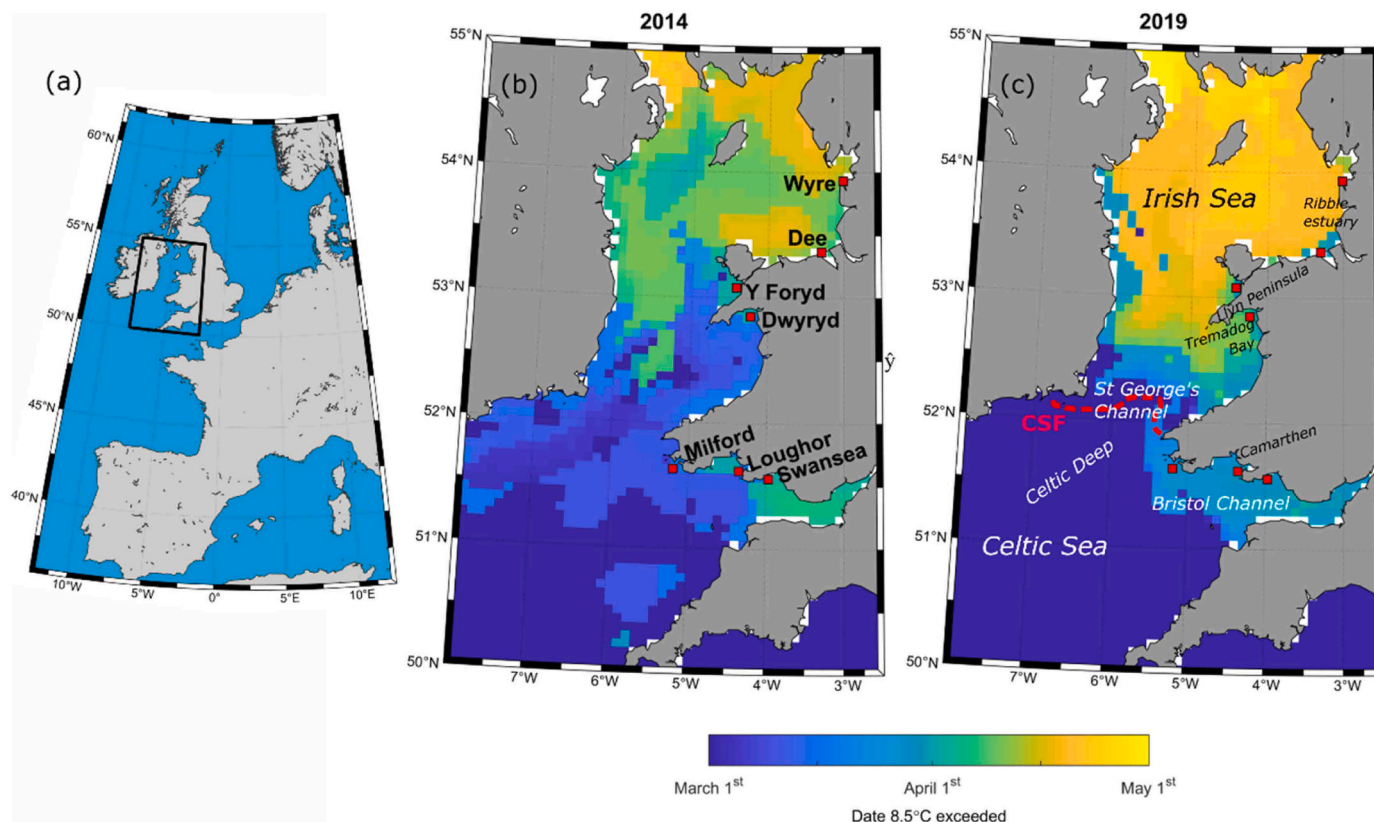 2014
2019
(a)
60°N
55°N
50°N
45°N
40°N
10°W
5°W
0°
5°E
10°E
(b)
55°N
54°N
53°N
52°N
51°N
50°N
7°W
6°W
5°W
4°W
3°W
Wyre
Dee
Y Foryd
Dwyryd
Milford
Loughor
Swansea
ŷ
(c)
55°N
54°N
53°N
52°N
51°N
50°N
7°W
6°W
5°W
4°W
3°W
Irish Sea
Ribble
estuary
Llyn Peninsula
Tremadog
Bay
St George's
Channel
CSF
Celtic Deep
Camarthen
Bristol Channel
Celtic Sea
March 1st
April 1st
May 1st
Date 8.5°C exceeded